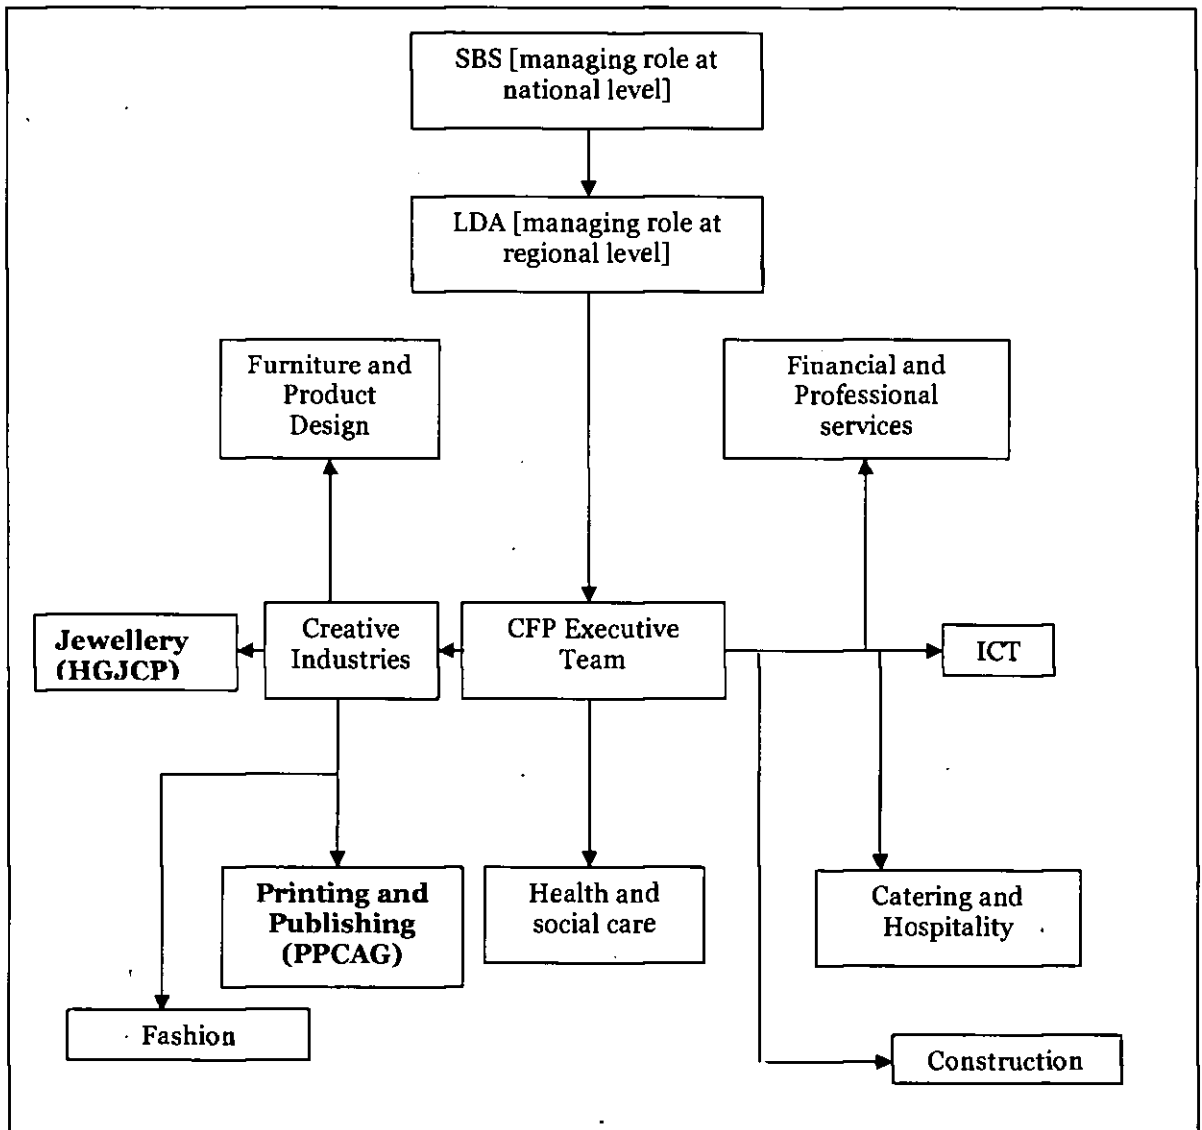 SBS [managing role at
national level]
LDA [managing role at
regional level]
Furniture and
Product
Design
Financial and
Professional
services
Jewellery
(HGJCP)
Creative
Industries
CFP Executive
Team
ICT
Printing and
Publishing
(PPCAG)
Health and
social care
Catering and
Hospitality
Fashion
Construction